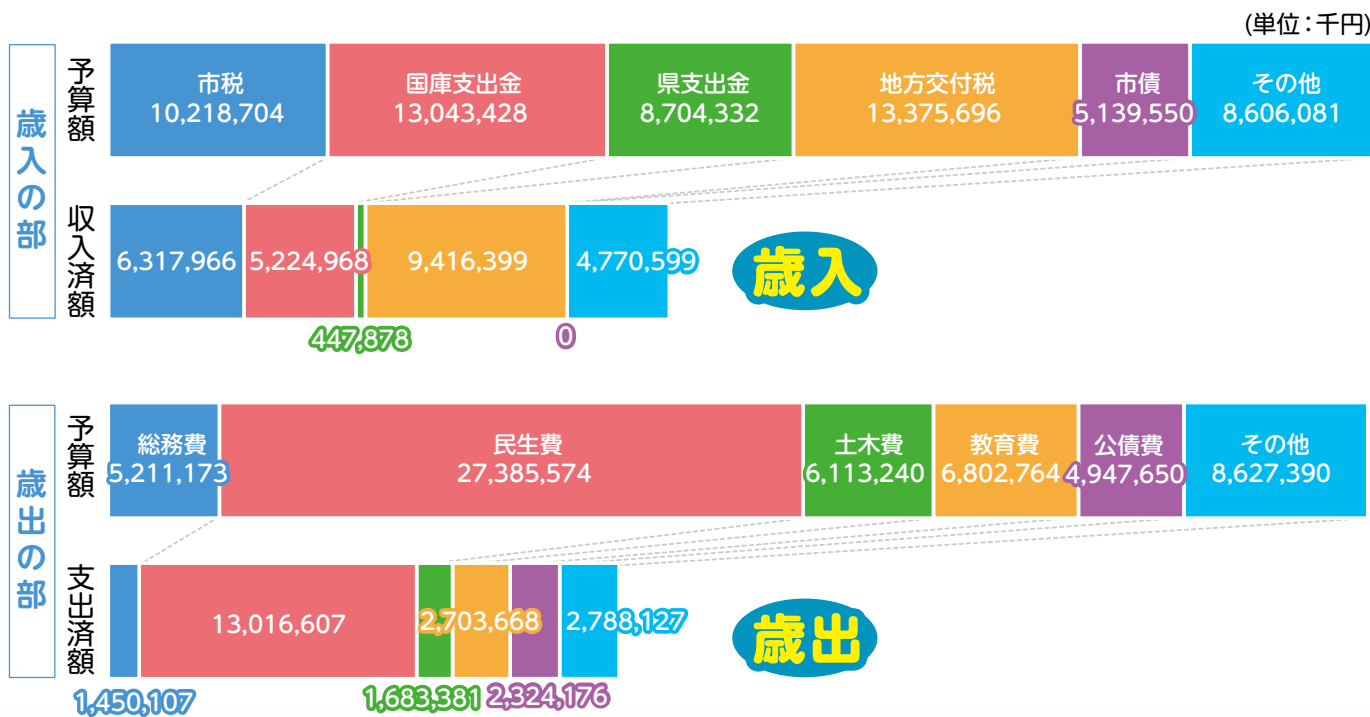 (単位：千円)
歳入の部
予算額
市税
10,218,704
国庫支出金
13,043,428
県支出金
8,704,332
地方交付税
13,375,696
市債
5,139,550
その他
8,606,081
収入済額
6,317,966
5,224,968
447,878
9,416,399
0
4,770,599
歳入
歳出の部
予算額
総務費
5,211,173
民生費
27,385,574
土木費
6,113,240
教育費
6,802,764
公債費
4,947,650
その他
8,627,390
支出済額
1,450,107
13,016,607
1,683,381
2,703,668
2,324,176
2,788,127
歳出